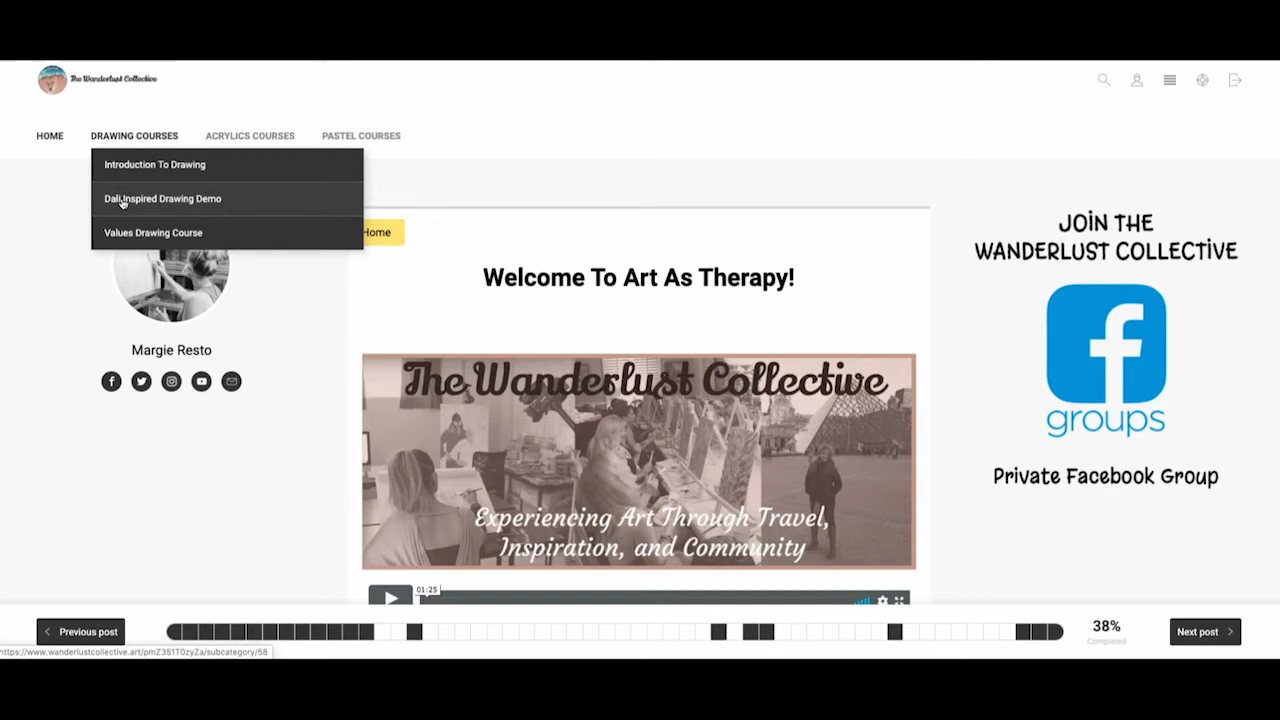 The Wanderlust Collective
HOME
DRAWING COURSES
ACRYLICS COURSES
PASTEL COURSES
Introduction To Drawing
Dali Inspired Drawing Demo
Values Drawing Course
Margie Resto
Home
Welcome To Art As Therapy!
The Wanderlust Collective
Experiencing Art Through Travel,
Inspiration, and Community
01:25
JOIN THE
WANDERLUST COLLECTIVE
groups
Private Facebook Group
Previous post
38%
Completed
Next post
https://www.wanderlustcollective.art/pmZ351T0zyZa/subcategory/58